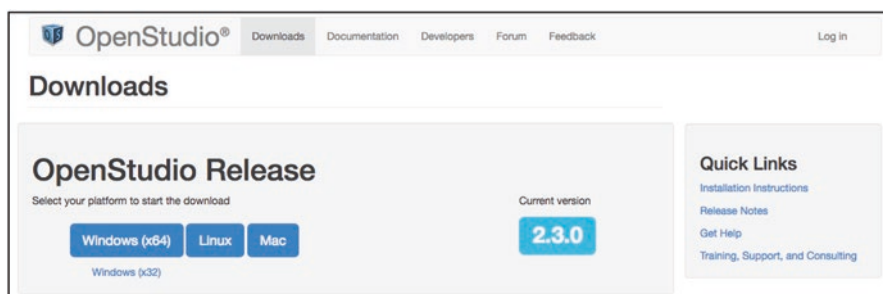 OpenStudio® Downloads Documentation Developers Forum Feedback Log in
Downloads
OpenStudio Release
Select your platform to start the download
Windows (x64) Linux Mac
Windows (x32)
Current version
2.3.0
Quick Links
Installation Instructions
Release Notes
Get Help
Training, Support, and Consulting